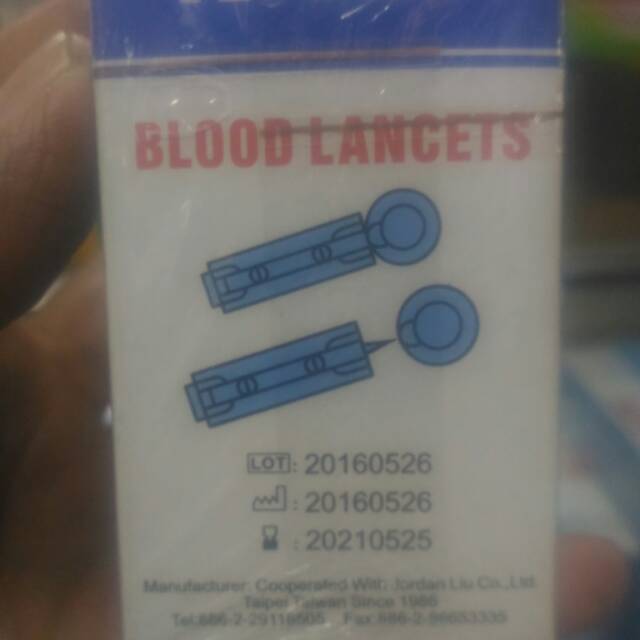 BLOOD LANCETS
LOT: 20160526
: 20160526
: 20210525
Manufacturer: Cooperated With: Jordan Liu Co.,Ltd.
Taipei Taiwan Since 1986